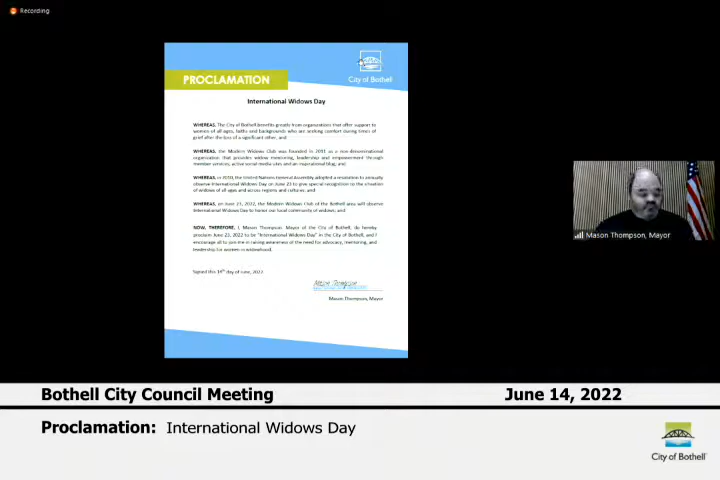 Recording
City of Bothell
PROCLAMATION
International Widows Day
WHEREAS, The City of Bothell benefits greatly from organizations that offer support to
women of all ages, faiths and backgrounds who are seeking comfort during times of
grief after the loss of a significant other, and
WHEREAS, the Modern Widows Club was founded in 2011 as a non-denominational
organization that provides widow mentoring, leadership and empowerment through
member services, active social media sites and an inspirational blog, and
WHEREAS, in 2010, the United Nations General Assembly adopted a resolution to annually
observe International Widows Day on June 23 to give special recognition to the situation
of widows of all ages and across regions and cultures, and
WHEREAS, on June 23, 2022, the Modern Widows Club of the Bothell area will observe
International Widows Day to honor our local community of widows; and
NOW, THEREFORE, I, Mason Thompson, Mayor of the City of Bothell, do hereby
proclaim June 23, 2022 to be "International Widows Day" in the City of Bothell, and I
encourage all to join me in raising awareness of the need for advocacy, mentoring, and
leadership for women in widowhood.
Signed this 14th day of June, 2022
Mason Thompson
Mason Thompson, Mayor
Mason Thompson, Mayor
Bothell City Council Meeting June 14, 2022
Proclamation: International Widows Day
City of Bothell